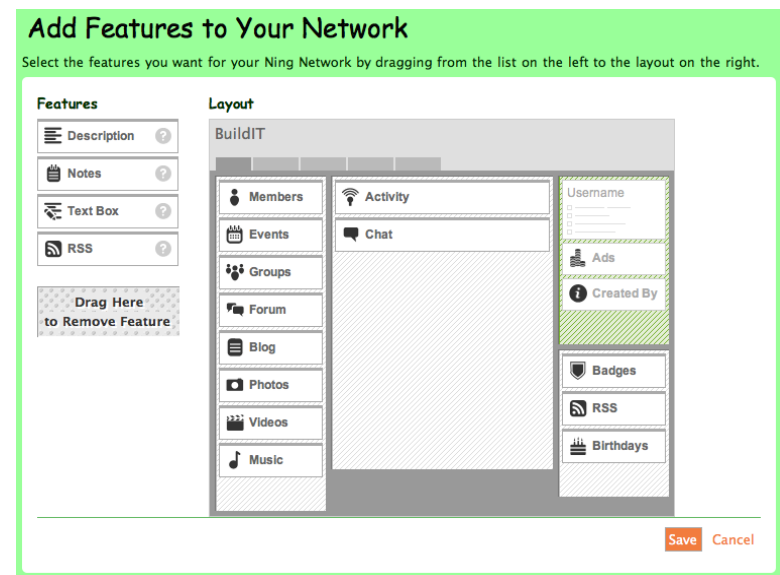 Add Features to Your Network
Select the features you want for your Ning Network by dragging from the list on the left to the layout on the right.
Features
Description
?
Notes
?
Text Box
?
RSS
?
Drag Here
to Remove Feature
Layout
BuildIT
Members
Events
Groups
Forum
Blog
Photos
Videos
Music
Activity
Chat
Username
Ads
Created By
Badges
RSS
Birthdays
Save Cancel